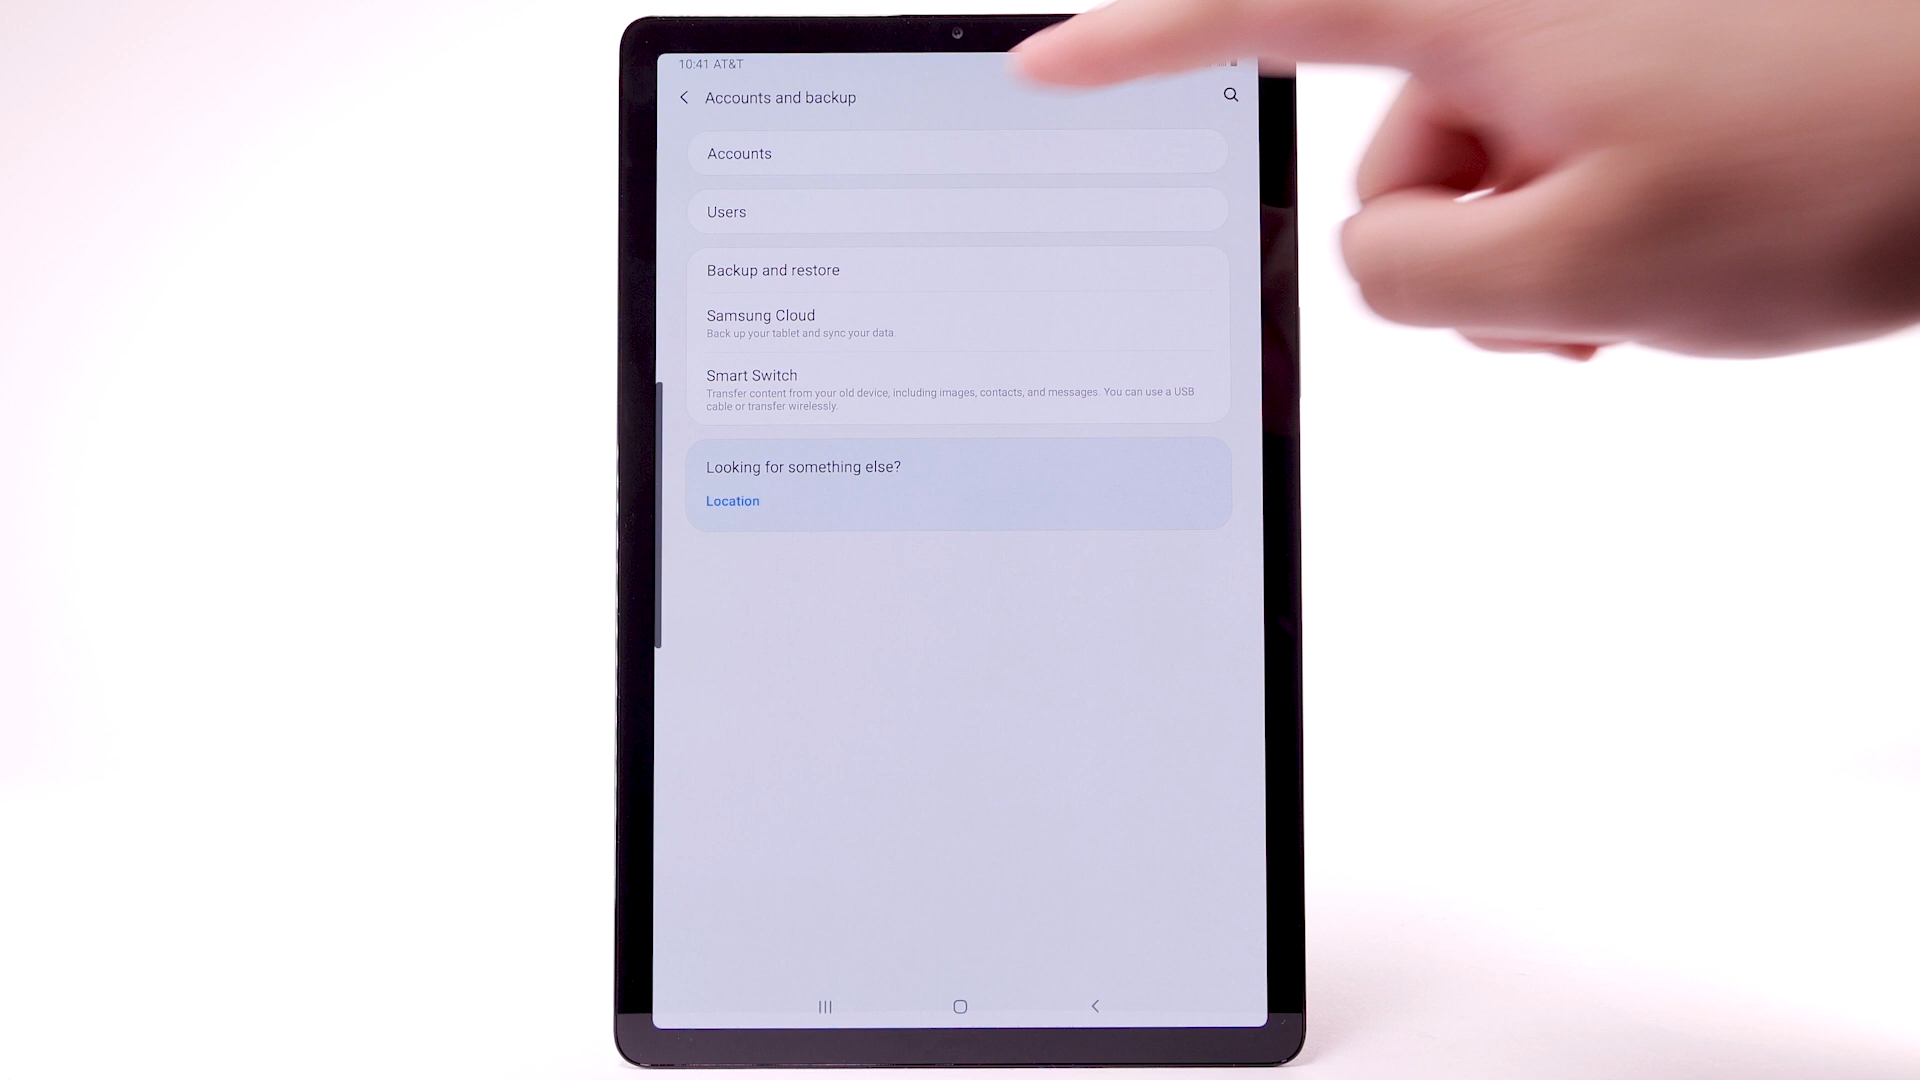 10:41 AT&T
Accounts and backup
Accounts
Users
Backup and restore
Samsung Cloud
Back up your tablet and sync your data.
Smart Switch
Transfer content from your old device, including images, contacts, and messages. You can use a USB
cable or transfer wirelessly.
Looking for something else?
Location